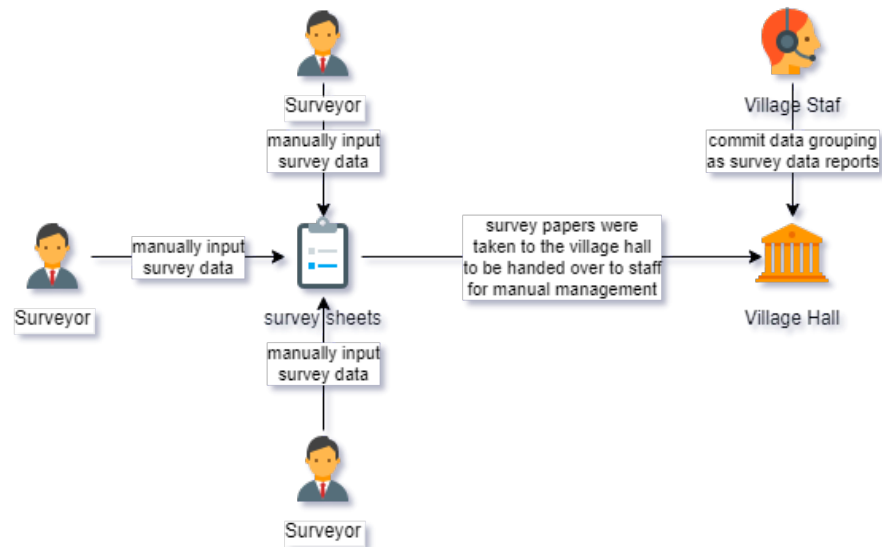 Surveyor
manually input
survey data
Village Staf
commit data grouping
as survey data reports
Surveyor
manually input
survey data
survey sheets
survey papers were
taken to the village hall
to be handed over to staff
for manual management
Village Hall
manually input
survey data
Surveyor